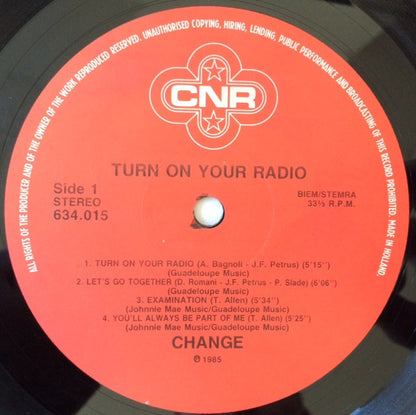 ALL RIGHTS OF THE PRODUCER AND OF THE OWNER OF THE WORK REPRODUCED RESERVED. UNAUTHORISED COPYING, HIRING, LENDING, PUBLIC PERFORMANCE AND BROADCASTING OF THIS RECORD PROHIBITED. MADE IN HOLLAND.
CNR
TURN ON YOUR RADIO
Side 1
STEREO
634.015
BIEM/STEMRA
33⅓ R.P.M.
1. TURN ON YOUR RADIO (A. Bagnoli - J.F. Petrus) (5'15")
(Guadeloupe Music)
2. LET'S GO TOGETHER (D. Romani - J.F. Petrus - P. Slade) (6'06")
(Guadeloupe Music)
3. EXAMINATION (T. Allen) (5'34")
(Johnnie Mae Music/Guadeloupe Music)
4. YOU'LL ALWAYS BE PART OF ME (T. Allen) (5'25")
(Johnnie Mae Music/Guadeloupe Music)
CHANGE
℗ 1985